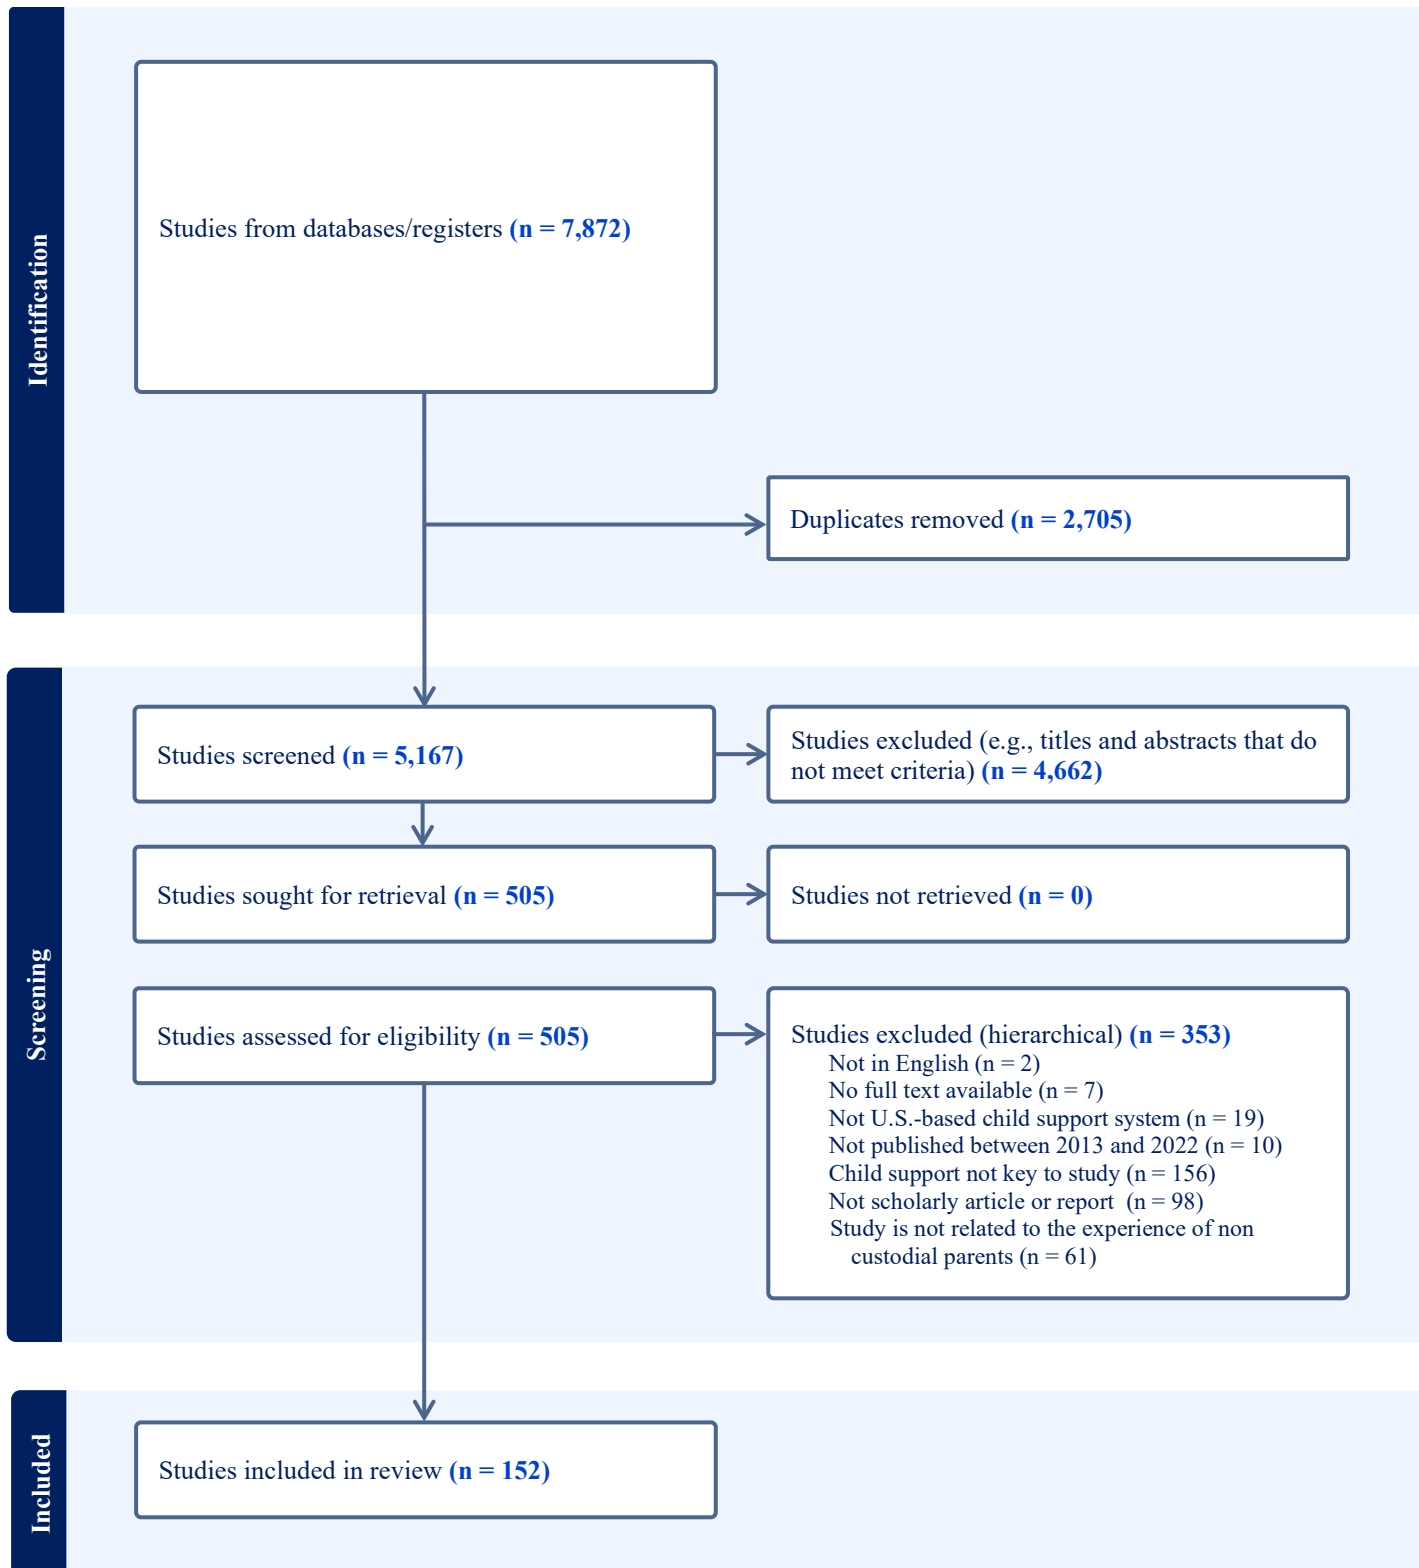 Identification
Studies from databases/registers (n = 7,872)
Duplicates removed (n = 2,705)
Screening
Studies screened (n = 5,167)
Studies excluded (e.g., titles and abstracts that do
not meet criteria) (n = 4,662)
Studies sought for retrieval (n = 505)
Studies not retrieved (n = 0)
Studies assessed for eligibility (n = 505)
Studies excluded (hierarchical) (n = 353)
Not in English (n = 2)
No full text available (n = 7)
Not U.S.-based child support system (n = 19)
Not published between 2013 and 2022 (n = 10)
Child support not key to study (n = 156)
Not scholarly article or report (n = 98)
Study is not related to the experience of non
custodial parents (n = 61)
Included
Studies included in review (n = 152)